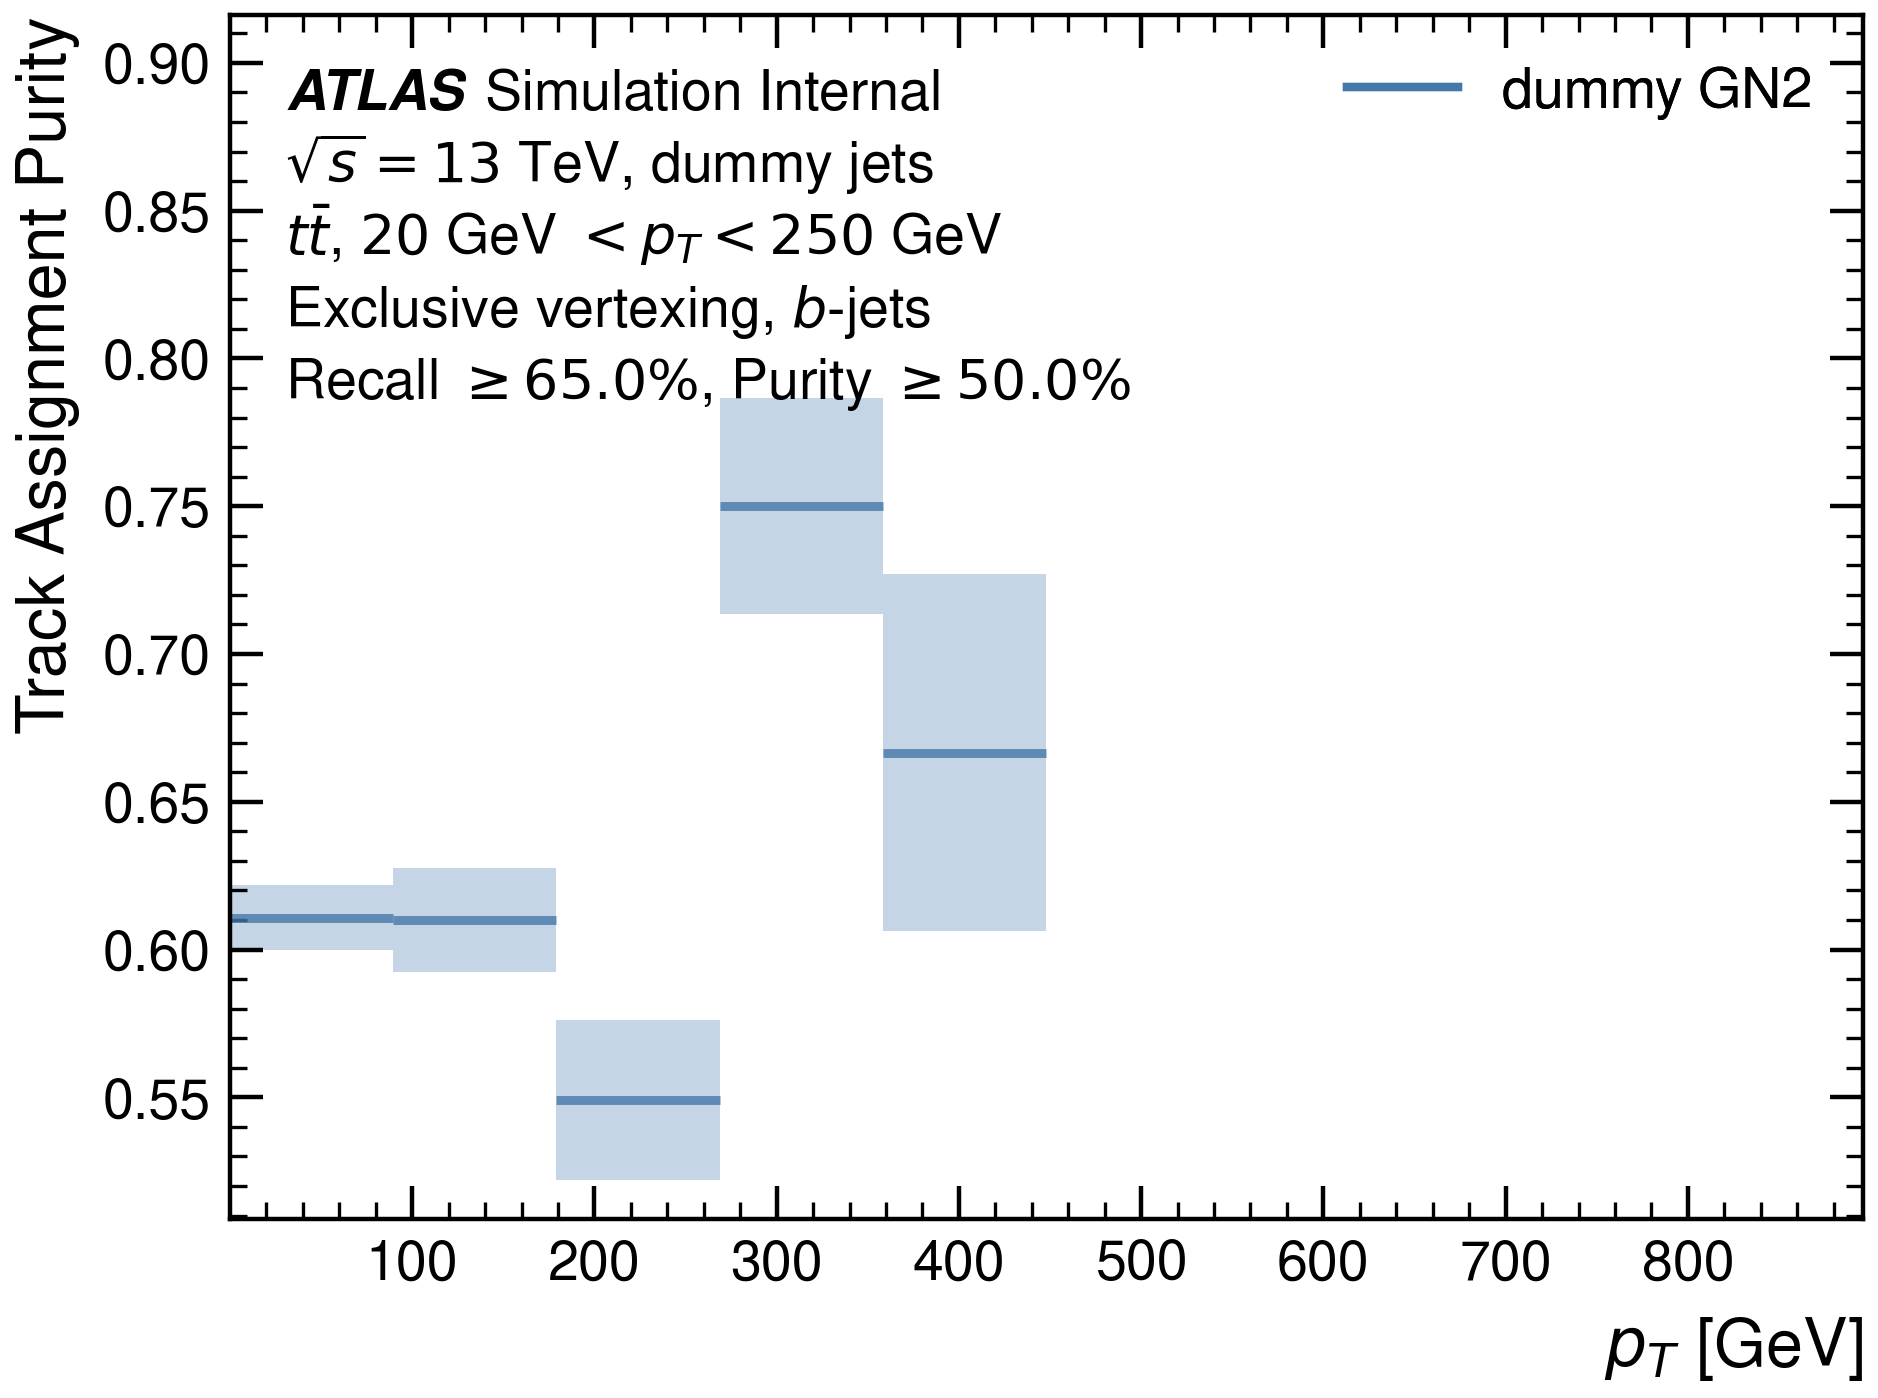 Track Assignment Purity
0.90
0.85
0.80
0.75
0.70
0.65
0.60
0.55
ATLAS Simulation Internal
√s = 13 TeV, dummy jets
tt̄, 20 GeV < p_T < 250 GeV
Exclusive vertexing, b-jets
Recall ≥ 65.0%, Purity ≥ 50.0%
dummy GN2
100 200 300 400 500 600 700 800
p_T [GeV]